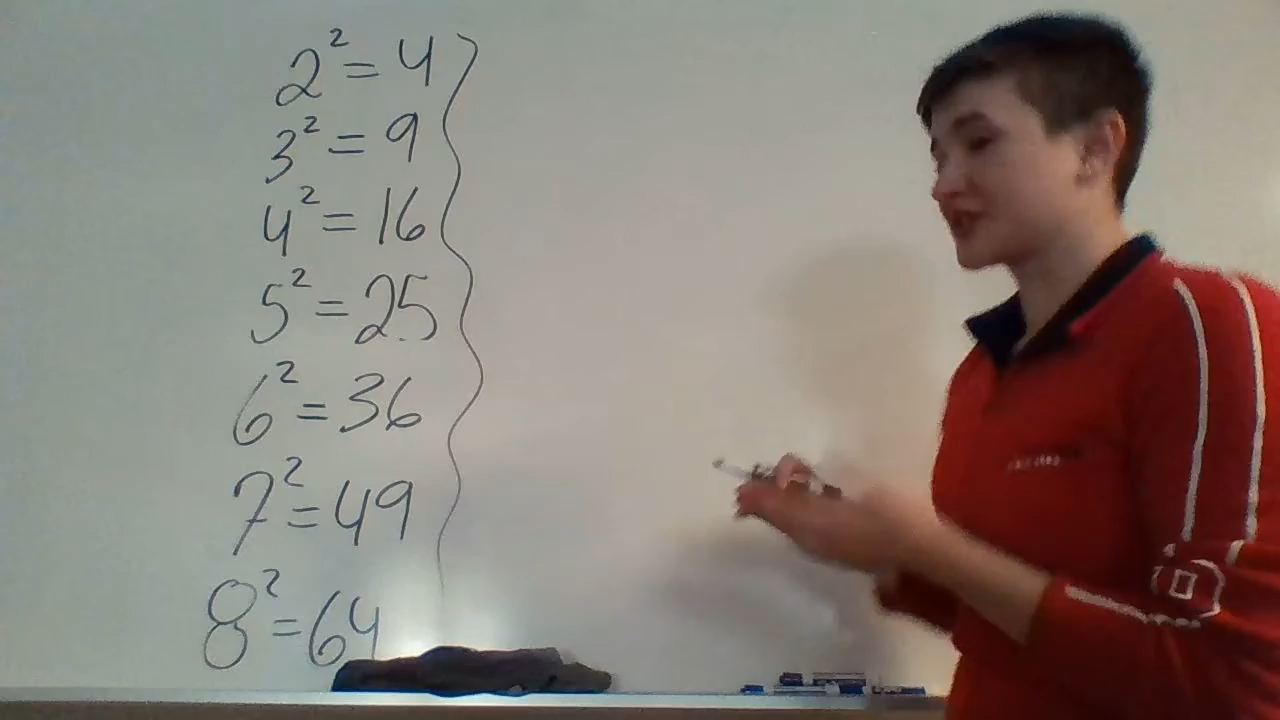 2² = 4
3² = 9
4² = 16
5² = 25
6² = 36
7² = 49
8² = 64